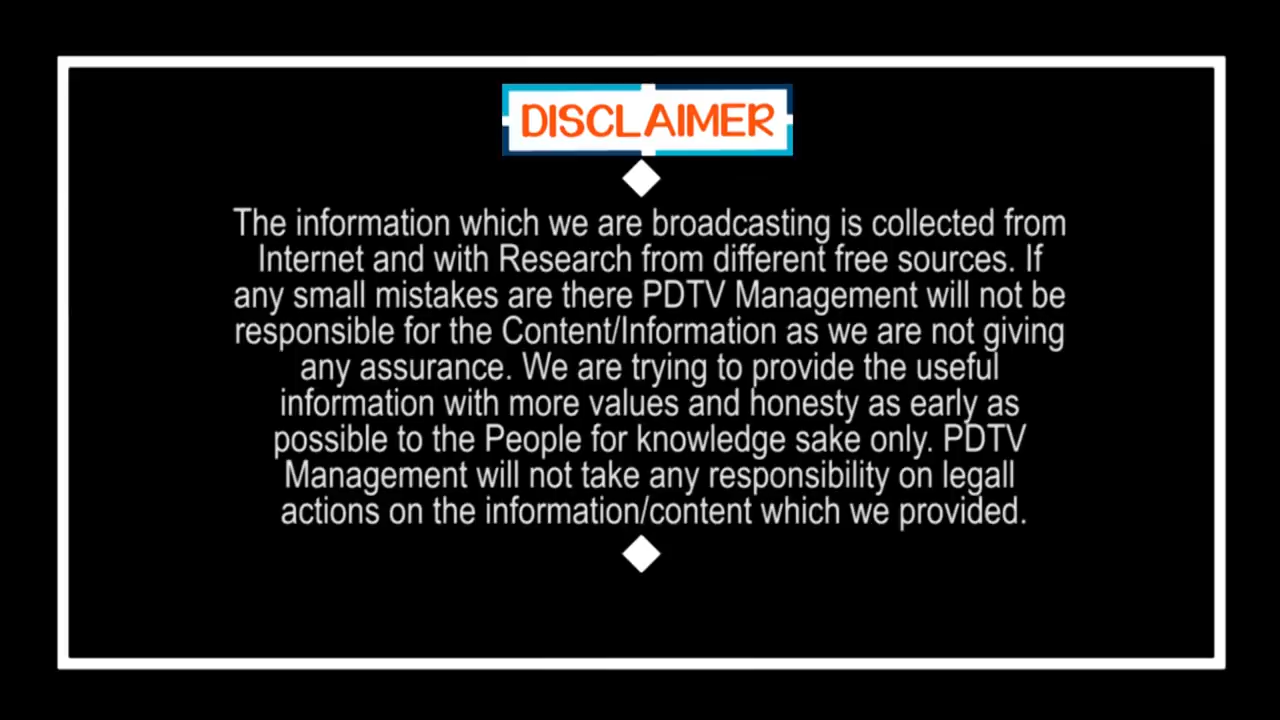 DISCLAIMER
The information which we are broadcasting is collected from
Internet and with Research from different free sources. If
any small mistakes are there PDTV Management will not be
responsible for the Content/Information as we are not giving
any assurance. We are trying to provide the useful
information with more values and honesty as early as
possible to the People for knowledge sake only. PDTV
Management will not take any responsibility on legall
actions on the information/content which we provided.